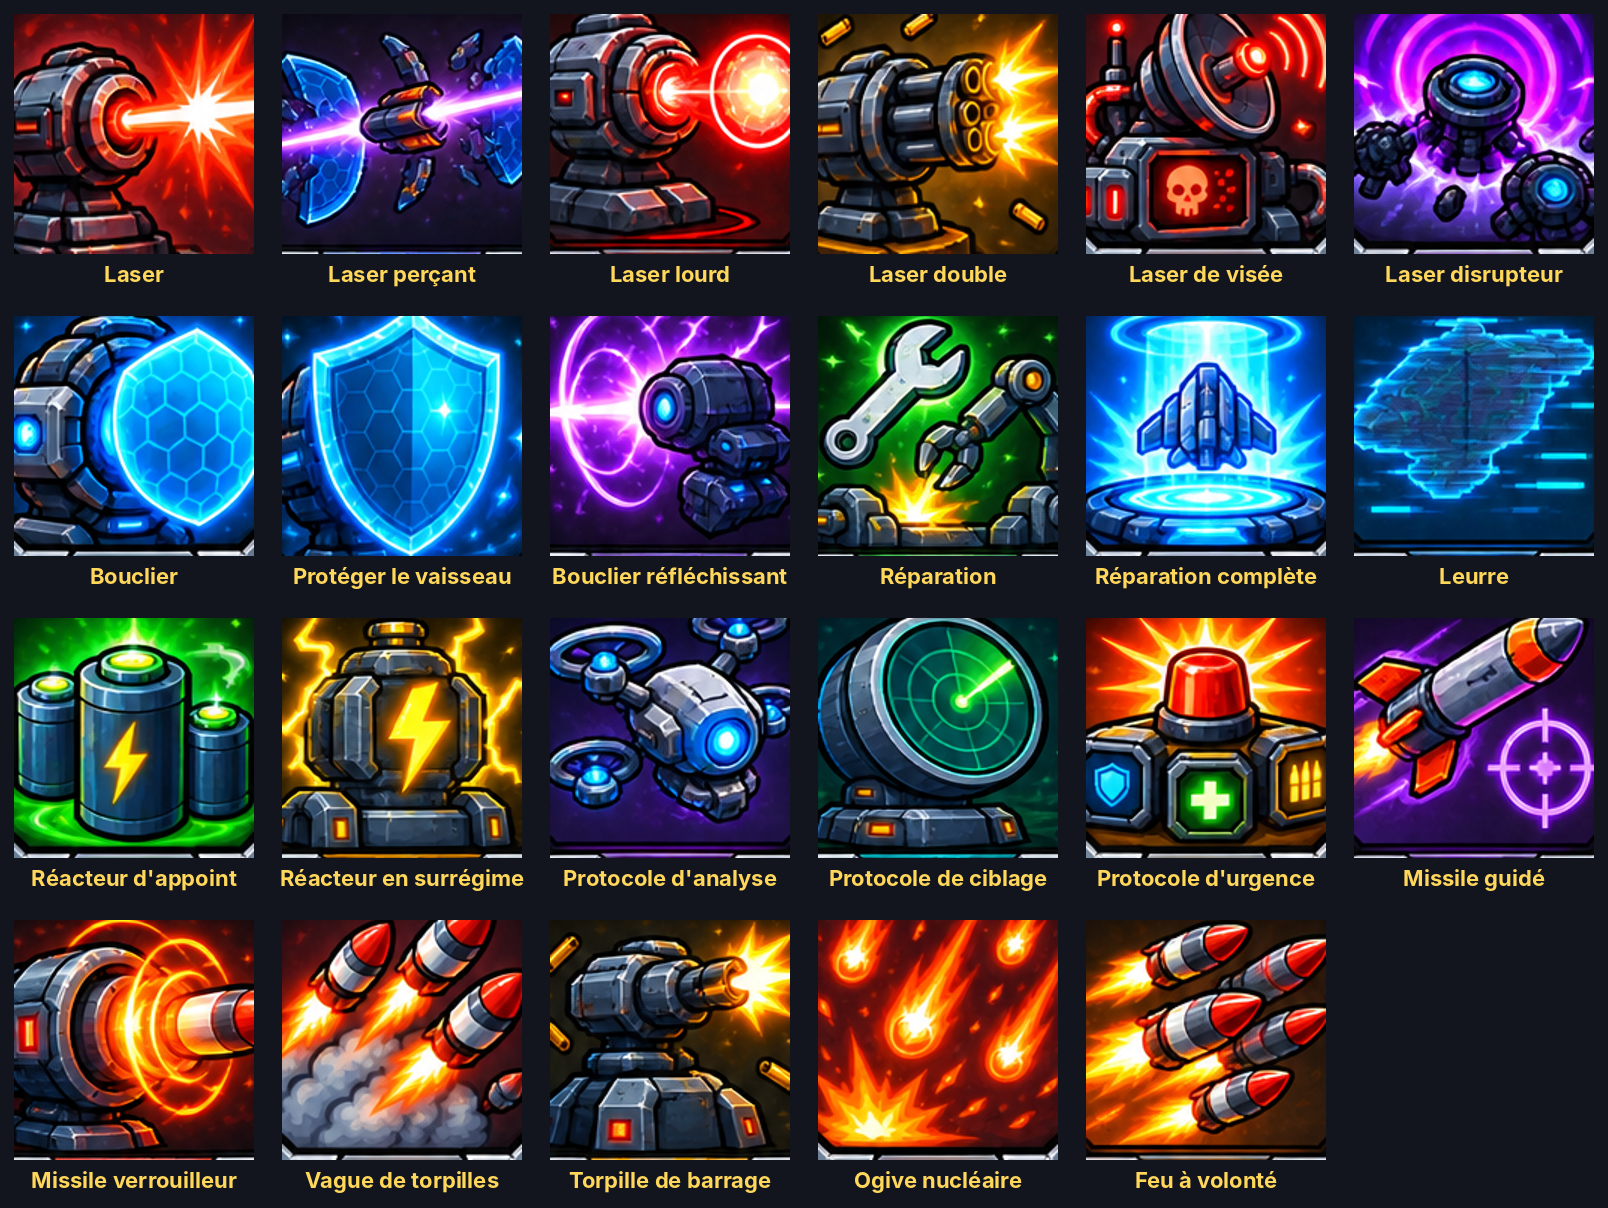 Laser
Laser perçant
Laser lourd
Laser double
Laser de visée
Laser disrupteur
Bouclier
Protéger le vaisseau
Bouclier réfléchissant
Réparation
Réparation complète
Leurre
Réacteur d'appoint
Réacteur en surrégime
Protocole d'analyse
Protocole de ciblage
Protocole d'urgence
Missile guidé
Missile verrouilleur
Vague de torpilles
Torpille de barrage
Ogive nucléaire
Feu à volonté